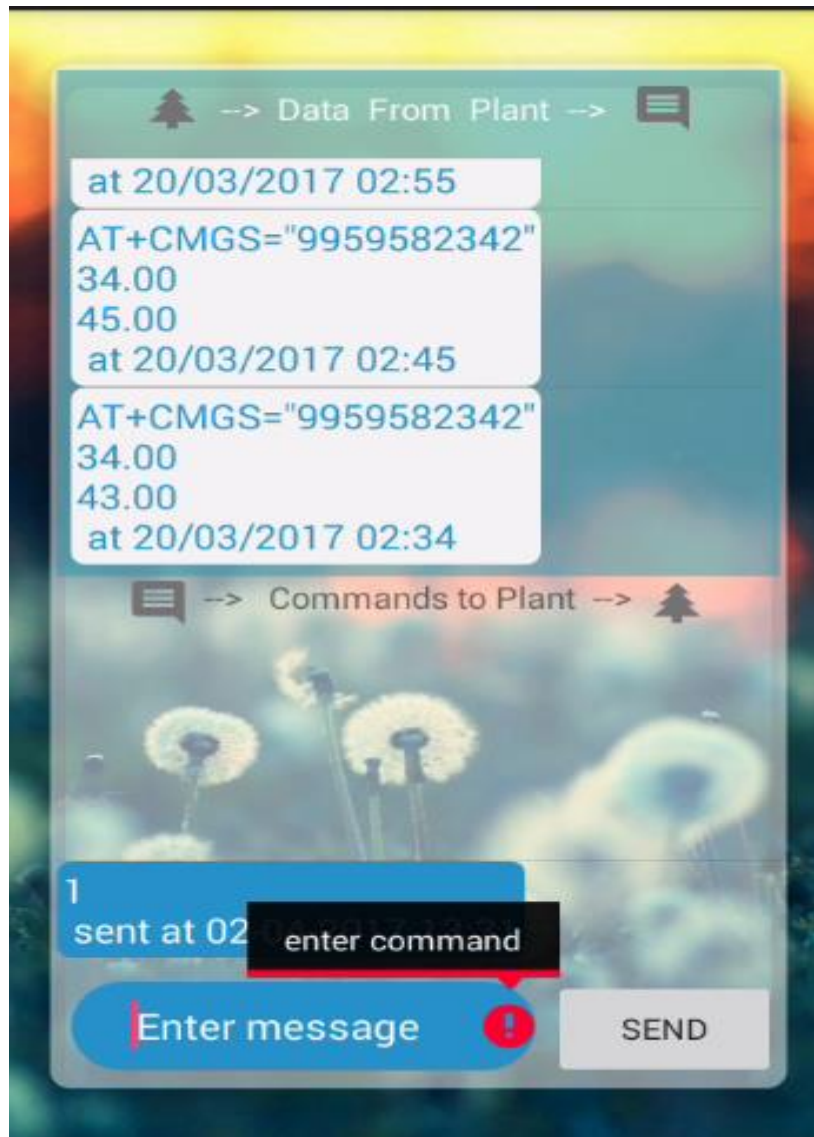 --> Data From Plant -->
at 20/03/2017 02:55
AT+CMGS="9959582342"
34.00
45.00
at 20/03/2017 02:45
AT+CMGS="9959582342"
34.00
43.00
at 20/03/2017 02:34
--> Commands to Plant -->
1
sent at 02
enter command
Enter message
SEND